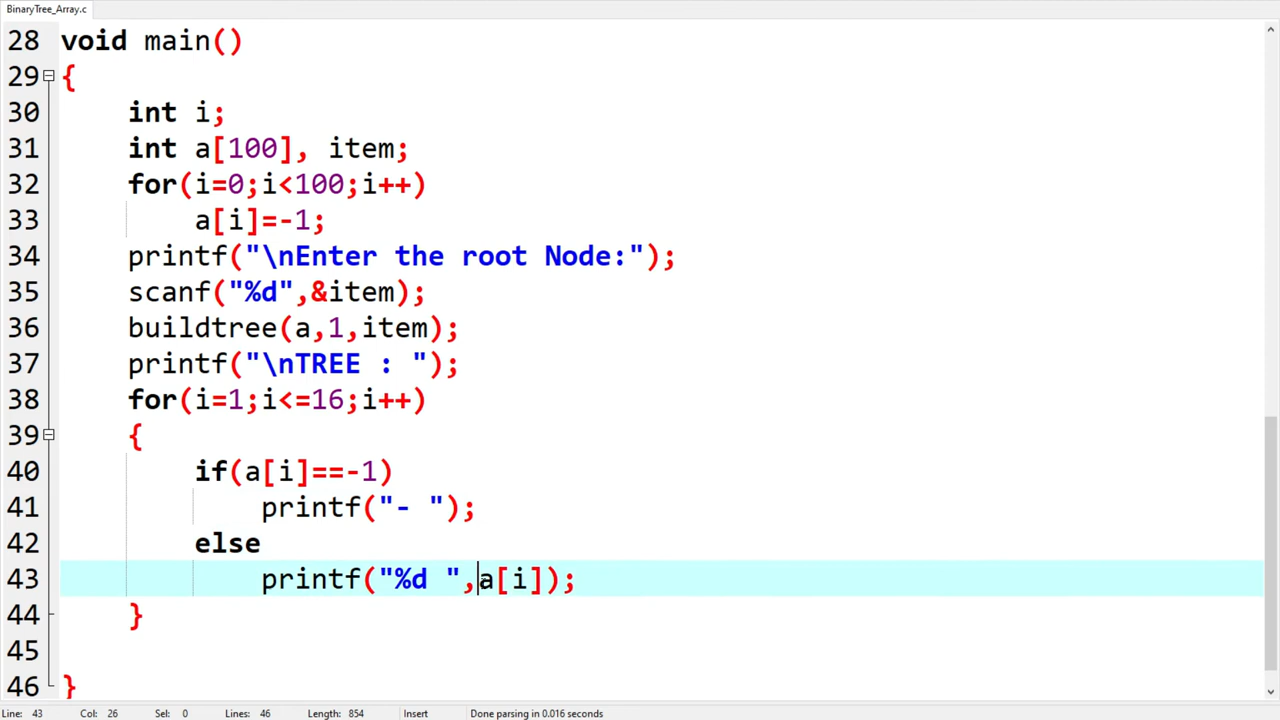 BinaryTree_Array.c
28 void main()
29 {
30 int i;
31 int a[100], item;
32 for(i=0;i<100;i++)
33 a[i]=-1;
34 printf("\nEnter the root Node:");
35 scanf("%d",&item);
36 buildtree(a,1,item);
37 printf("\nTREE : ");
38 for(i=1;i<=16;i++)
39 {
40 if(a[i]==-1)
41 printf("- ");
42 else
43 printf("%d ",a[i]);
44 }
45
46 }
Line: 43 Col: 26 Sel: 0 Lines: 46 Length: 854 Insert Done parsing in 0.016 seconds